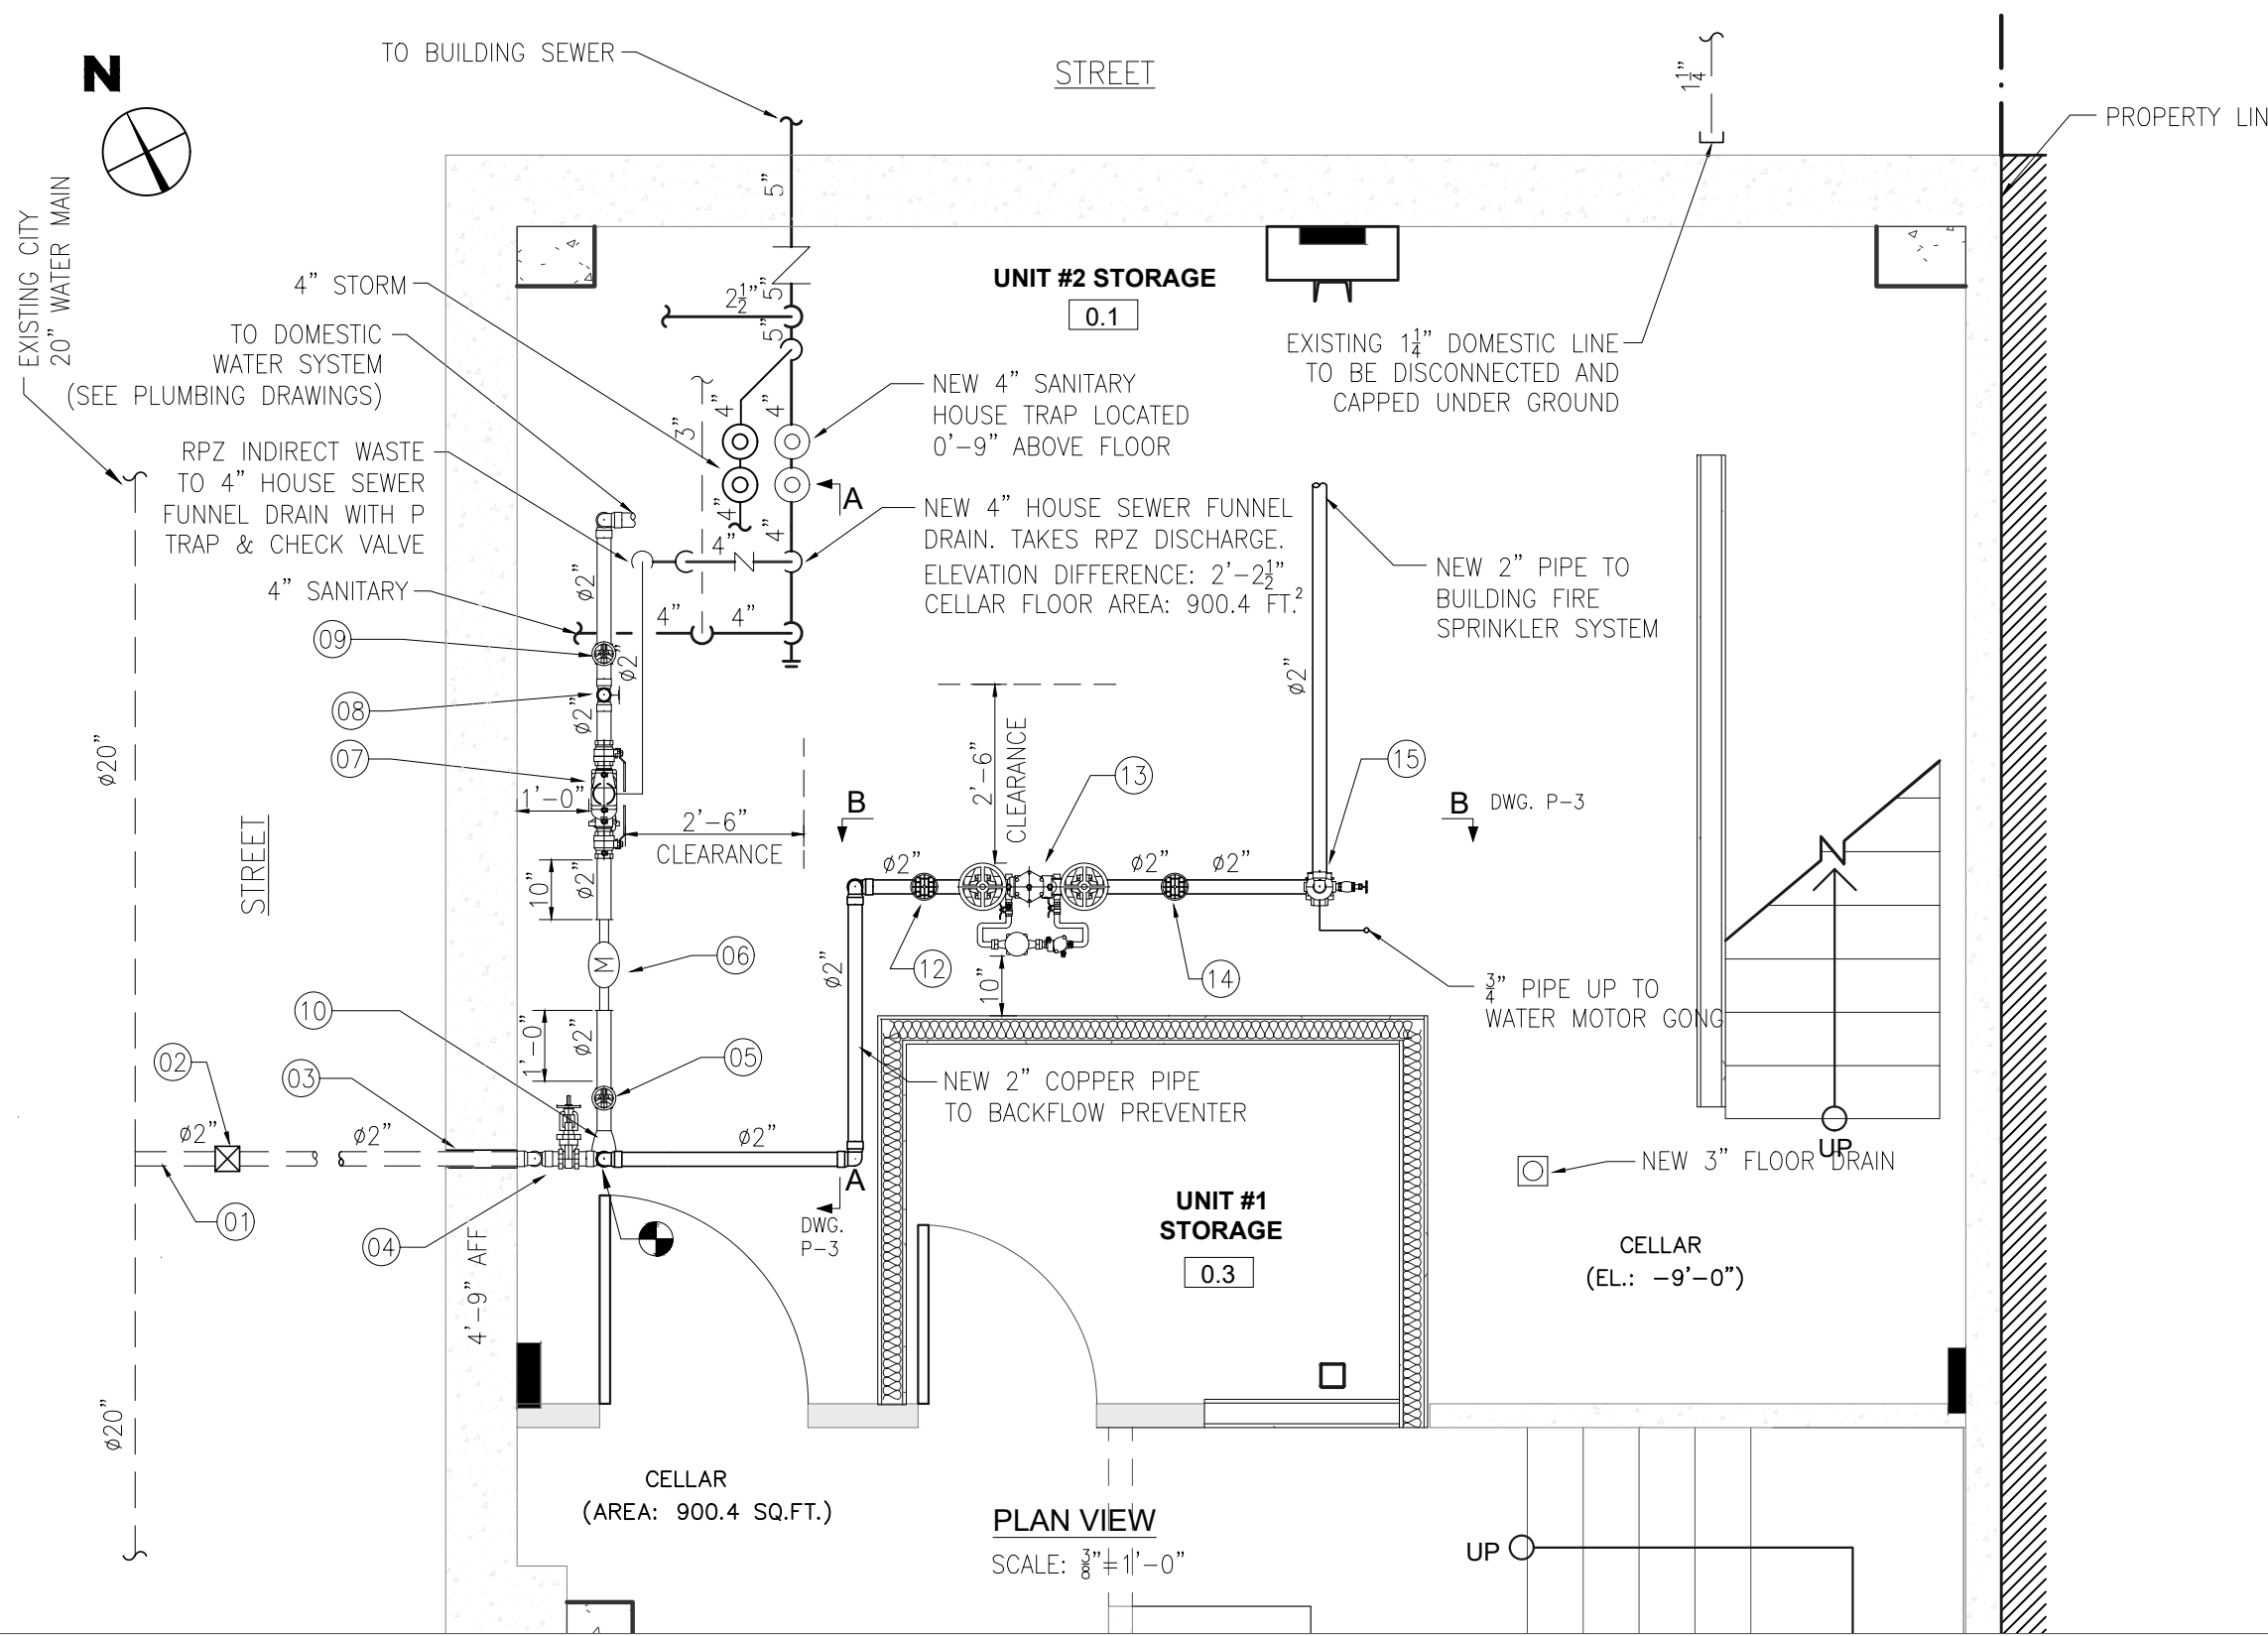 N
TO BUILDING SEWER
STREET
1¼"
PROPERTY LIN
EXISTING CITY
20" WATER MAIN
5"
4" STORM
TO DOMESTIC
WATER SYSTEM
(SEE PLUMBING DRAWINGS)
RPZ INDIRECT WASTE
TO 4" HOUSE SEWER
FUNNEL DRAIN WITH P
TRAP & CHECK VALVE
4" SANITARY
2½"
5"
5"
3"
4"
4"
4"
4"
4"
4"
4"
UNIT #2 STORAGE
0.1
NEW 4" SANITARY
HOUSE TRAP LOCATED
0'-9" ABOVE FLOOR
A
NEW 4" HOUSE SEWER FUNNEL
DRAIN. TAKES RPZ DISCHARGE.
ELEVATION DIFFERENCE: 2'-2½"
CELLAR FLOOR AREA: 900.4 FT.²
EXISTING 1¼" DOMESTIC LINE
TO BE DISCONNECTED AND
CAPPED UNDER GROUND
NEW 2" PIPE TO
BUILDING FIRE
SPRINKLER SYSTEM
ø2"
09
ø2"
ø2"
08
ø2"
07
1'-0"
2'-6"
CLEARANCE
10"
ø2"
06
M
ø20"
STREET
10
1'-0"
ø2"
05
02
03
ø2"
ø2"
01
04
4'-9" AFF
ø20"
ø2"
A
DWG.
P-3
B
2'-6"
CLEARANCE
13
15
B
DWG. P-3
ø2"
ø2"
ø2"
12
14
10"
ø2"
¾" PIPE UP TO
WATER MOTOR GONG
NEW 2" COPPER PIPE
TO BACKFLOW PREVENTER
UP
NEW 3" FLOOR DRAIN
UNIT #1
STORAGE
0.3
CELLAR
(EL.: -9'-0")
CELLAR
(AREA: 900.4 SQ.FT.)
PLAN VIEW
SCALE: ⅜"=1'-0"
UP